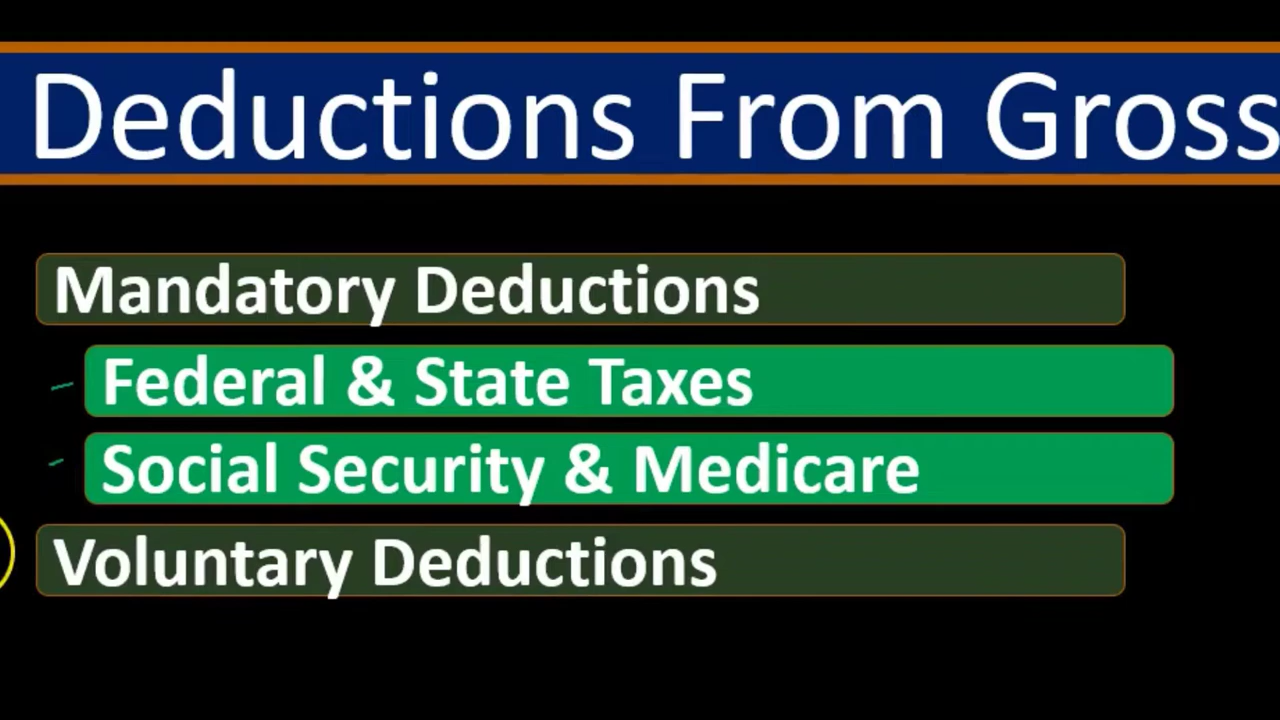 Deductions From Gross
Mandatory Deductions
Federal & State Taxes
Social Security & Medicare
Voluntary Deductions